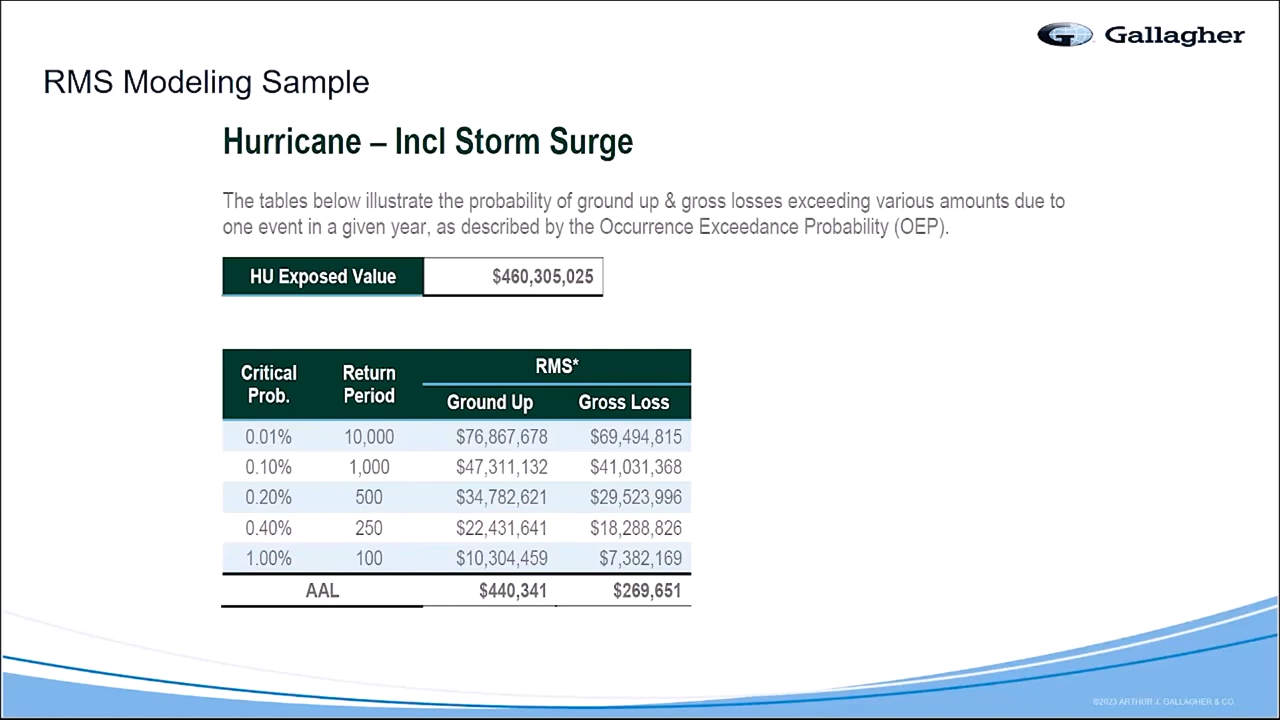 Gallagher
RMS Modeling Sample
Hurricane – Incl Storm Surge
The tables below illustrate the probability of ground up & gross losses exceeding various amounts due to
one event in a given year, as described by the Occurrence Exceedance Probability (OEP).
HU Exposed Value $460,305,025
Critical Prob. Return Period RMS*
Ground Up Gross Loss
0.01% 10,000 $76,867,678 $69,494,815
0.10% 1,000 $47,311,132 $41,031,368
0.20% 500 $34,782,621 $29,523,996
0.40% 250 $22,431,641 $18,288,826
1.00% 100 $10,304,459 $7,382,169
AAL $440,341 $269,651
©2023 ARTHUR J. GALLAGHER & CO.